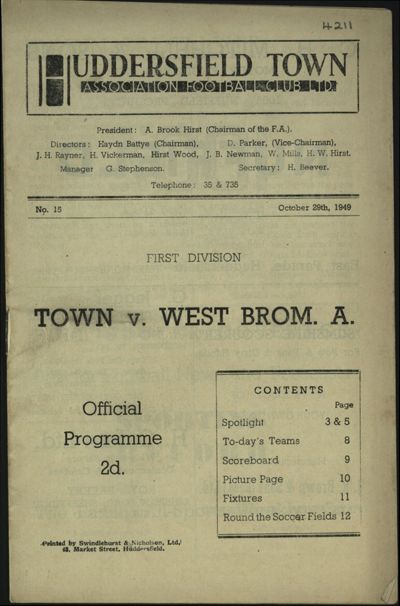 4211
HUDDERSFIELD TOWN
ASSOCIATION FOOTBALL CLUB LTD.
President: A. Brook Hirst (Chairman of the F.A.).
Directors: Haydn Battye (Chairman), D. Parker, (Vice-Chairman),
J. H. Rayner, H. Vickerman, Hirst Wood, J. B. Newman, W. Mills, H. W. Hirst.
Manager G. Stephenson. Secretary: H. Beever.
Telephone: 35 & 735
No. 15 October 29th, 1949
FIRST DIVISION
TOWN v. WEST BROM. A.
Official
Programme
2d.
CONTENTS
Page
Spotlight 3 & 5
To-day's Teams 8
Scoreboard 9
Picture Page 10
Fixtures 11
Round the Soccer Fields 12
Printed by Swindlehurst & Nicholson, Ltd,
43, Market Street, Huddersfield.